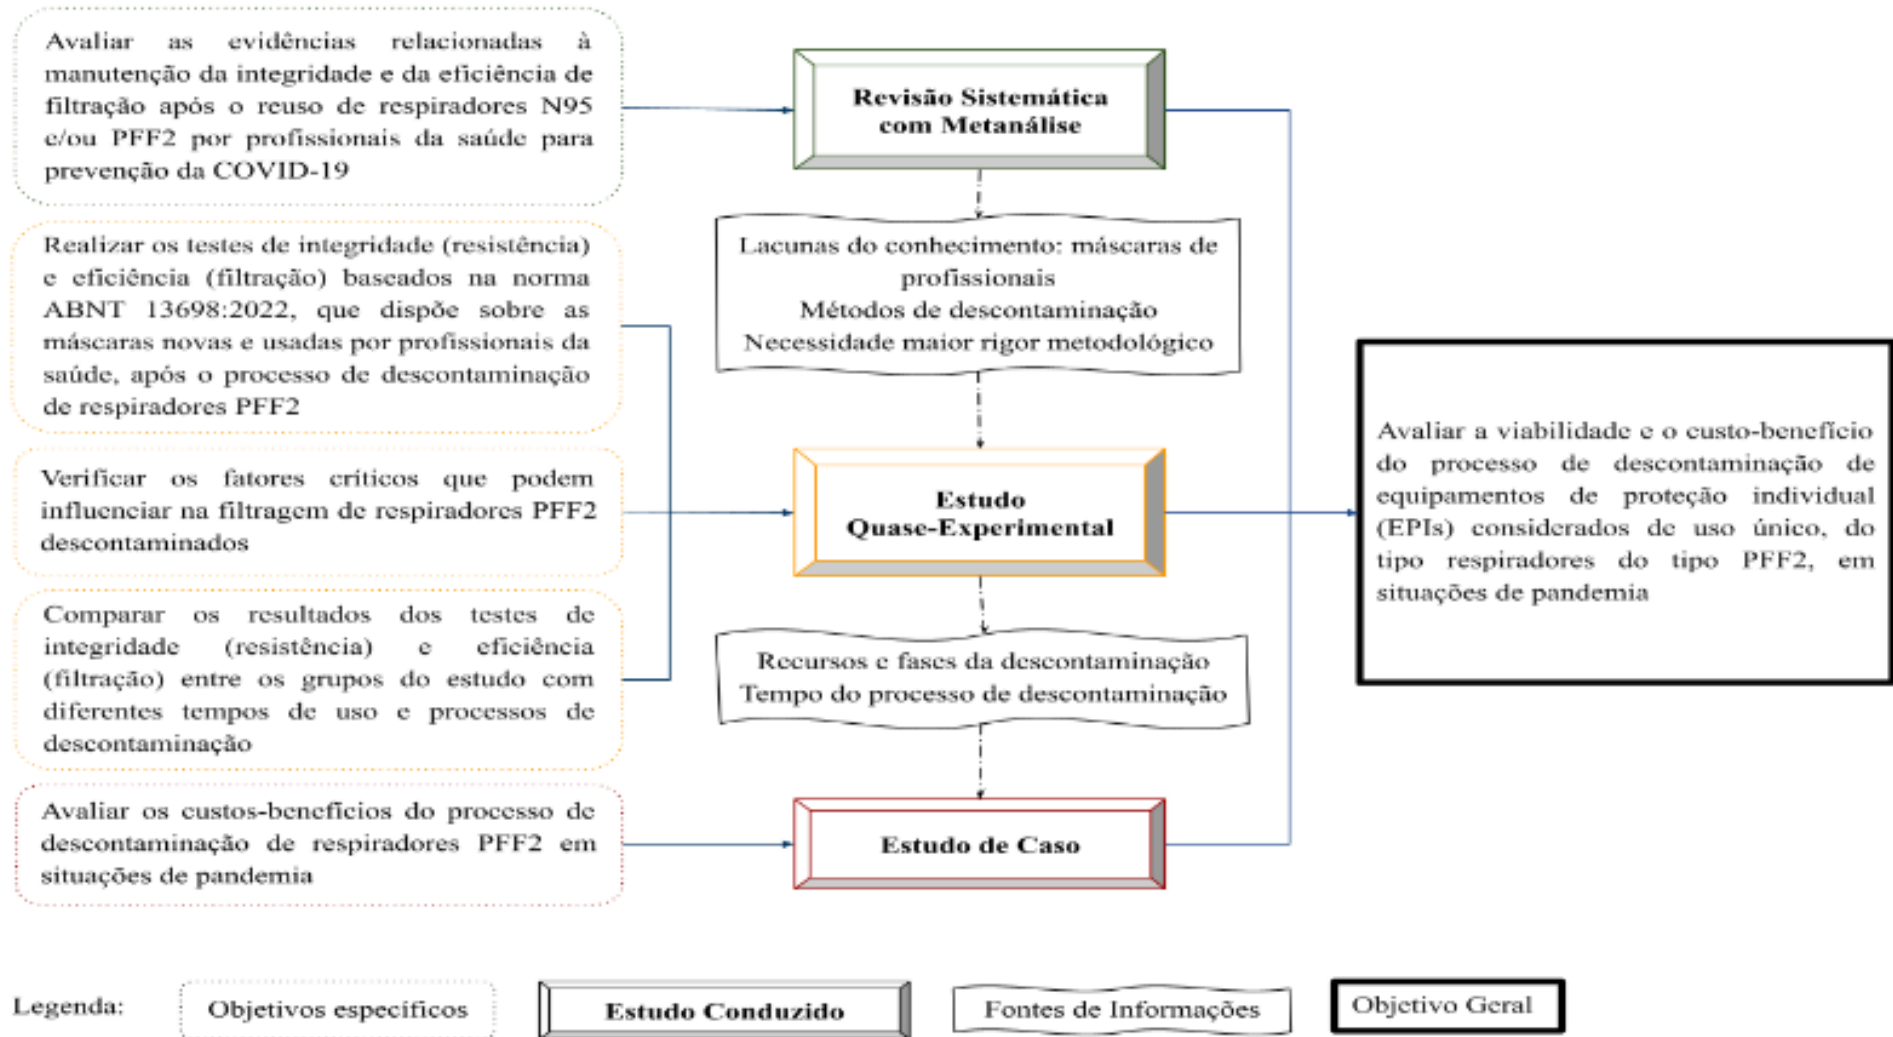 Avaliar as evidências relacionadas à
manutenção da integridade e da eficiência de
filtração após o reuso de respiradores N95
e/ou PFF2 por profissionais da saúde para
prevenção da COVID-19
Realizar os testes de integridade (resistência)
e eficiência (filtração) baseados na norma
ABNT 13698:2022, que dispõe sobre as
máscaras novas e usadas por profissionais da
saúde, após o processo de descontaminação
de respiradores PFF2
Verificar os fatores críticos que podem
influenciar na filtragem de respiradores PFF2
descontaminados
Comparar os resultados dos testes de
integridade (resistência) e eficiência
(filtração) entre os grupos do estudo com
diferentes tempos de uso e processos de
descontaminação
Avaliar os custos-benefícios do processo de
descontaminação de respiradores PFF2 em
situações de pandemia
Revisão Sistemática
com Metanálise
Lacunas do conhecimento: máscaras de
profissionais
Métodos de descontaminação
Necessidade maior rigor metodológico
Estudo
Quase-Experimental
Recursos e fases da descontaminação
Tempo do processo de descontaminação
Estudo de Caso
Avaliar a viabilidade e o custo-benefício
do processo de descontaminação de
equipamentos de proteção individual
(EPIs) considerados de uso único, do
tipo respiradores do tipo PFF2, em
situações de pandemia
Legenda:
Objetivos específicos
Estudo Conduzido
Fontes de Informações
Objetivo Geral